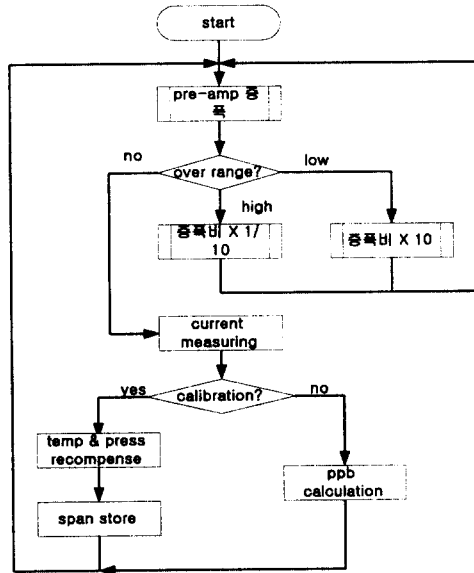 start
pre-amp 증
폭
over range?
no
low
high
증폭비 X 1/
10
증폭비 X 10
current
measuring
calibration?
yes
no
temp & press
recompense
ppb
calculation
span store